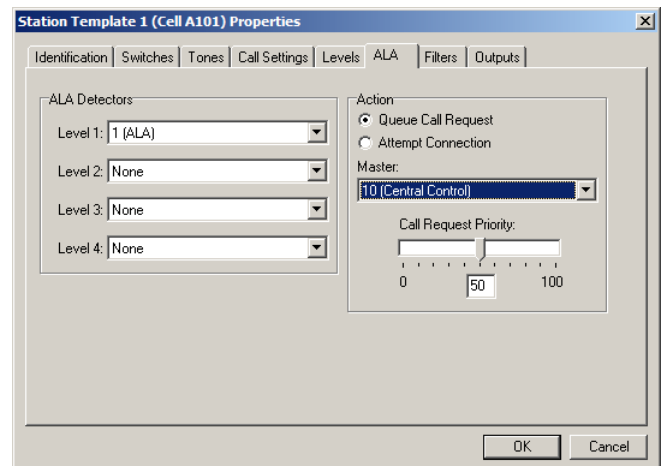 Station Template 1 (Cell A101) Properties
Identification Switches Tones Call Settings Levels ALA Filters Outputs
ALA Detectors
Level 1: 1 (ALA)
Level 2: None
Level 3: None
Level 4: None
Action
Queue Call Request
Attempt Connection
Master:
10 (Central Control)
Call Request Priority:
0 50 100
OK Cancel